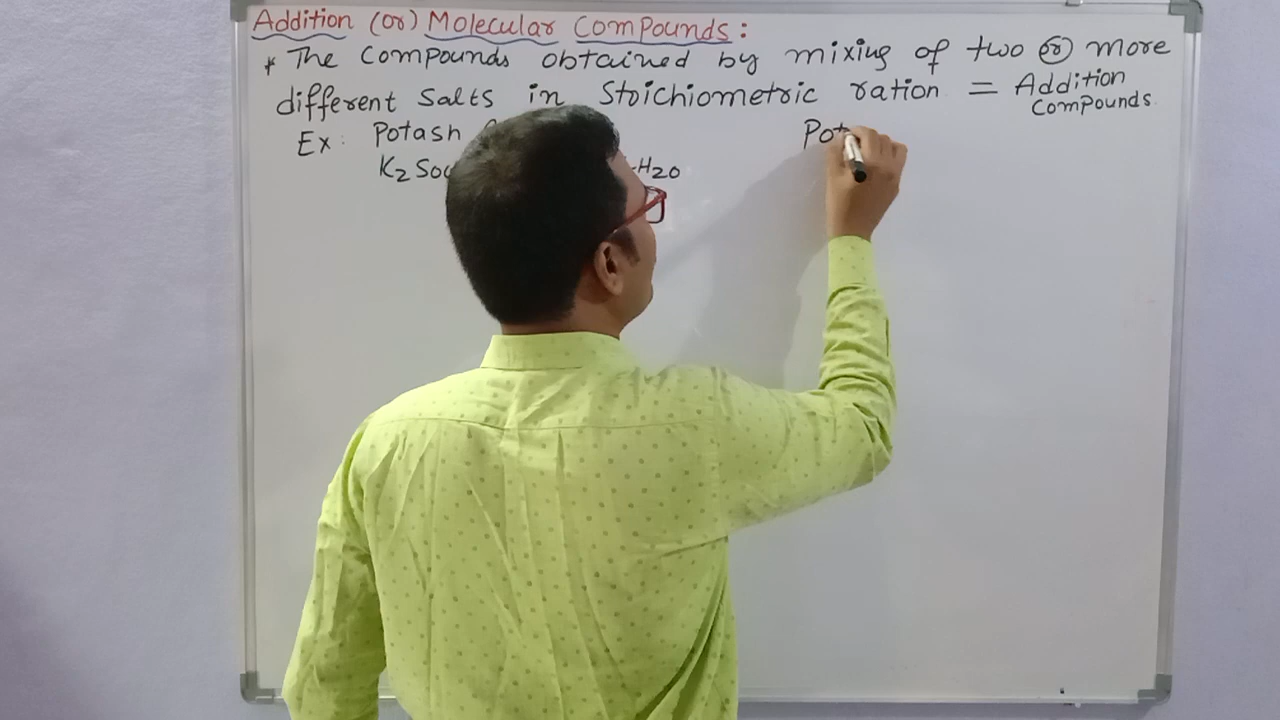 Addition (or) Molecular Compounds:
* The compounds obtained by mixing of two or more
different salts in Stoichiometric ration = Addition
compounds.
Ex: Potash Pot
K2So H2O